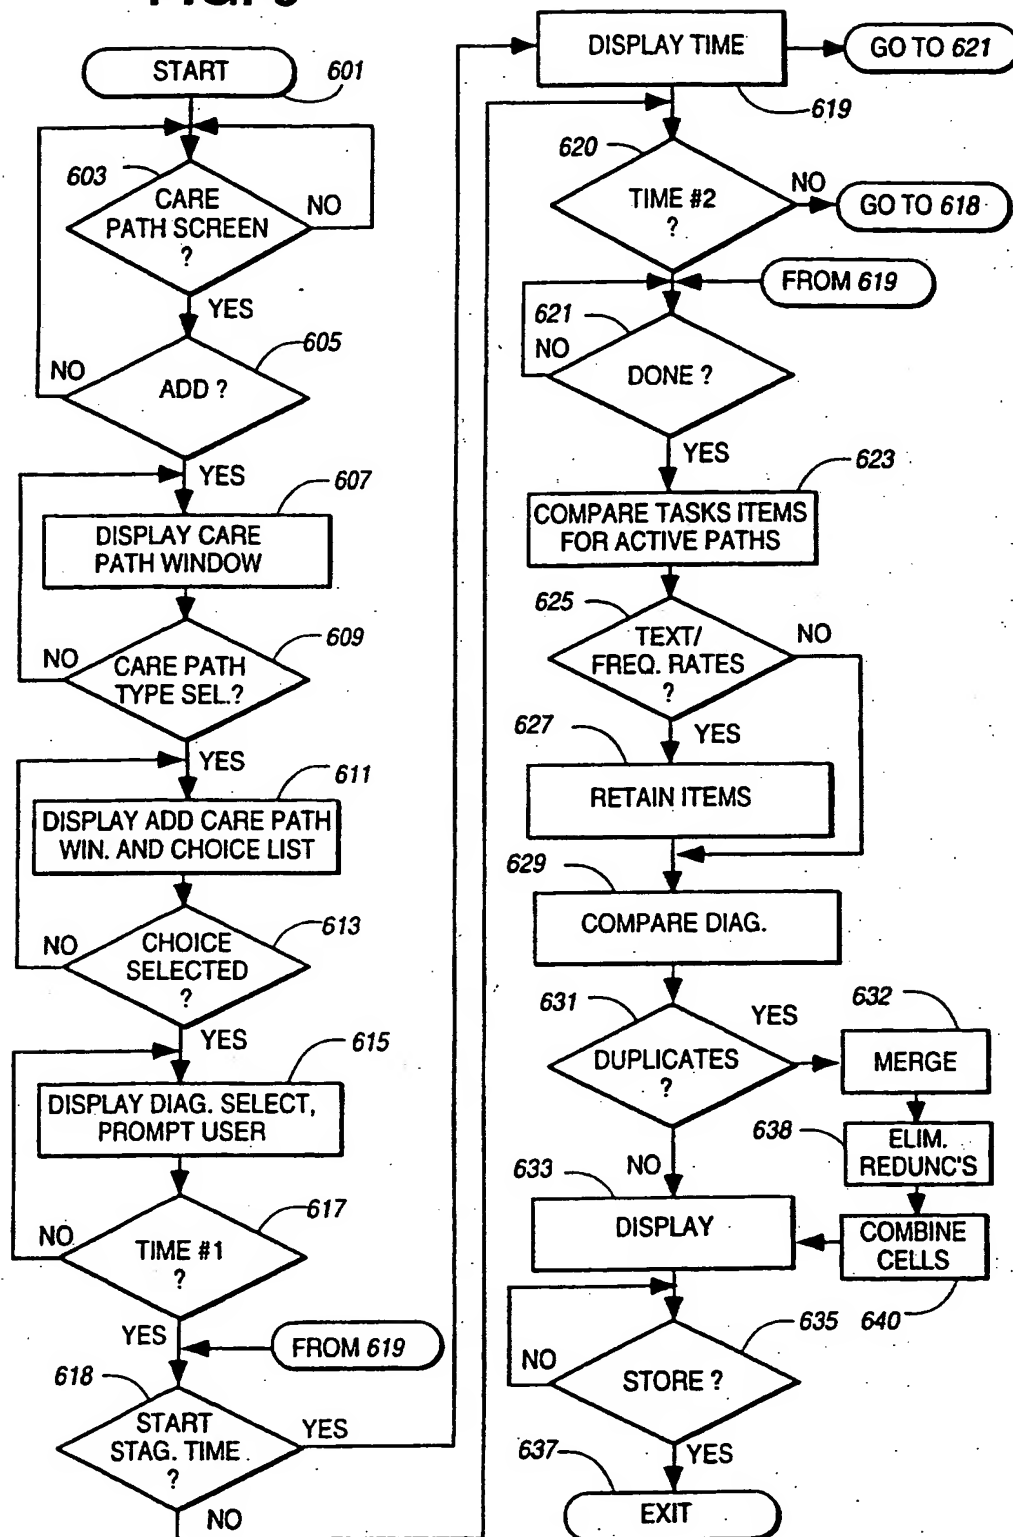 START
601
603
CARE
PATH SCREEN
?
NO
YES
605
NO
ADD ?
YES
607
DISPLAY CARE
PATH WINDOW
609
NO
CARE PATH
TYPE SEL.?
YES
611
DISPLAY ADD CARE PATH
WIN. AND CHOICE LIST
613
NO
CHOICE
SELECTED
?
YES
615
DISPLAY DIAG. SELECT,
PROMPT USER
617
NO
TIME #1
?
YES
FROM 619
618
START
STAG. TIME
?
YES
NO
DISPLAY TIME
GO TO 621
619
620
TIME #2
?
NO
GO TO 618
FROM 619
621
NO
DONE ?
YES
623
COMPARE TASKS ITEMS
FOR ACTIVE PATHS
625
TEXT/
FREQ. RATES
?
NO
YES
627
RETAIN ITEMS
629
COMPARE DIAG.
631
DUPLICATES
?
YES
632
MERGE
638
ELIM.
REDUNC'S
NO
633
DISPLAY
COMBINE
CELLS
640
635
NO
STORE ?
YES
637
EXIT